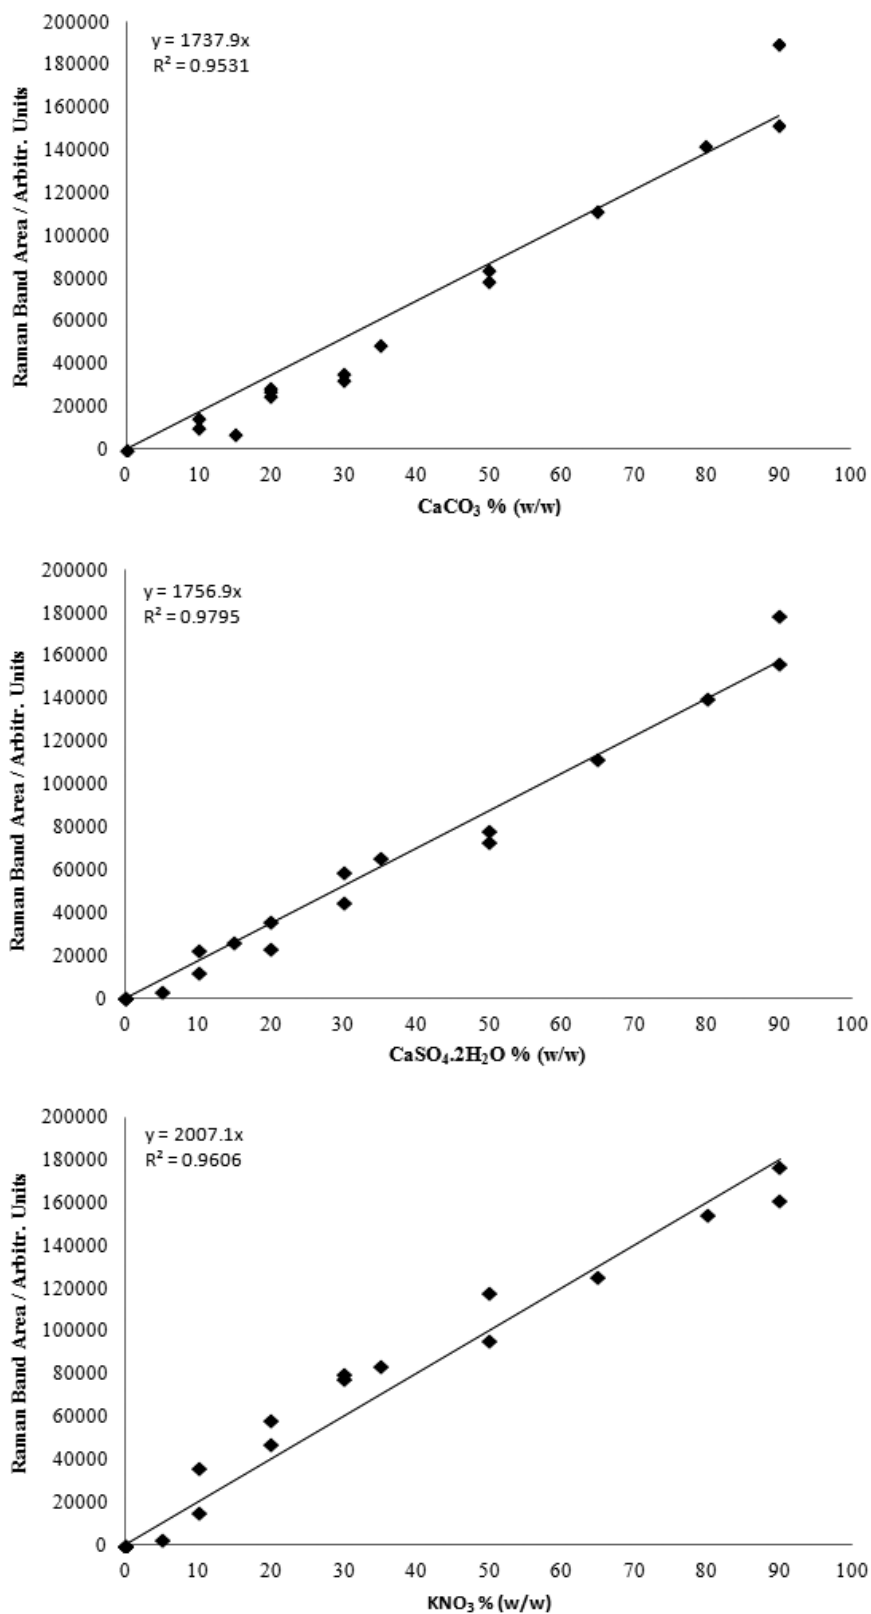 y = 1737.9x
R² = 0.9531
Raman Band Area / Arbitr. Units
200000
180000
160000
140000
120000
100000
80000
60000
40000
20000
0
0 10 20 30 40 50 60 70 80 90 100
CaCO₃ % (w/w)
y = 1756.9x
R² = 0.9795
Raman Band Area / Arbitr. Units
200000
180000
160000
140000
120000
100000
80000
60000
40000
20000
0
0 10 20 30 40 50 60 70 80 90 100
CaSO₄.2H₂O % (w/w)
y = 2007.1x
R² = 0.9606
Raman Band Area / Arbitr. Units
200000
180000
160000
140000
120000
100000
80000
60000
40000
20000
0
0 10 20 30 40 50 60 70 80 90 100
KNO₃ % (w/w)